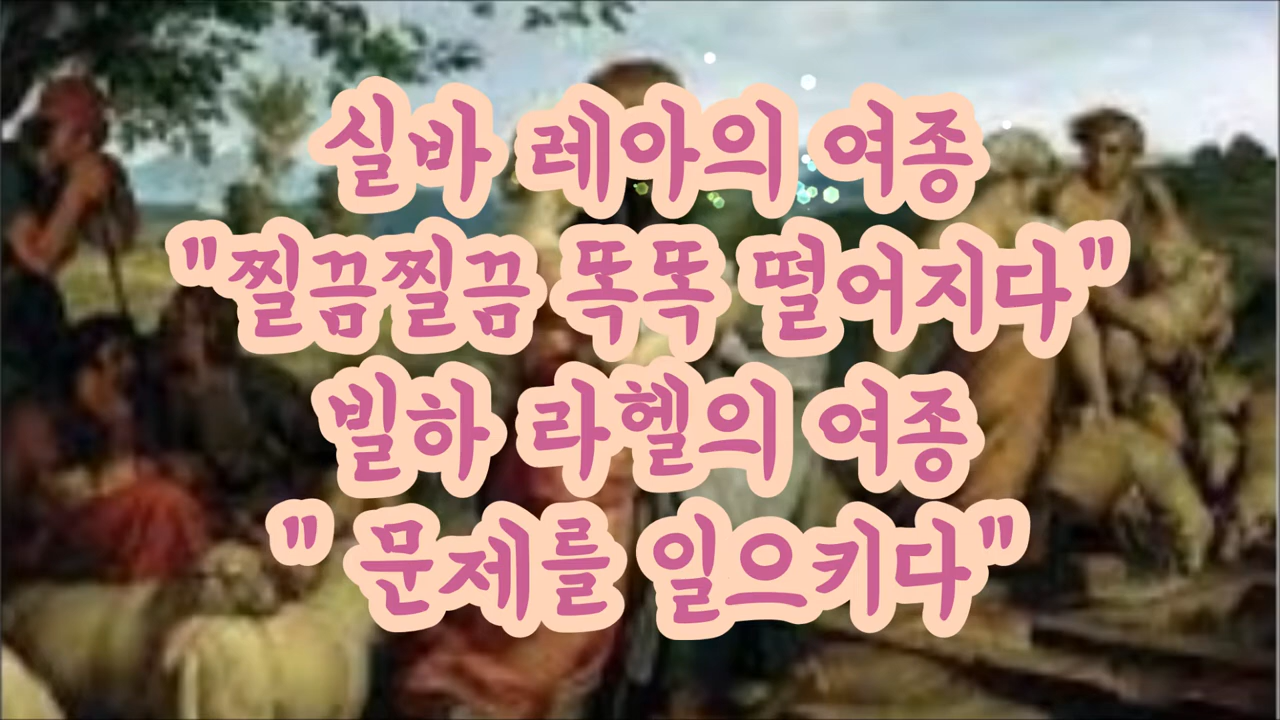 실바 레아의 여종
"찔끔찔끔 똑똑 떨어지다"
빌하 라헬의 여종
" 문제를 일으키다"